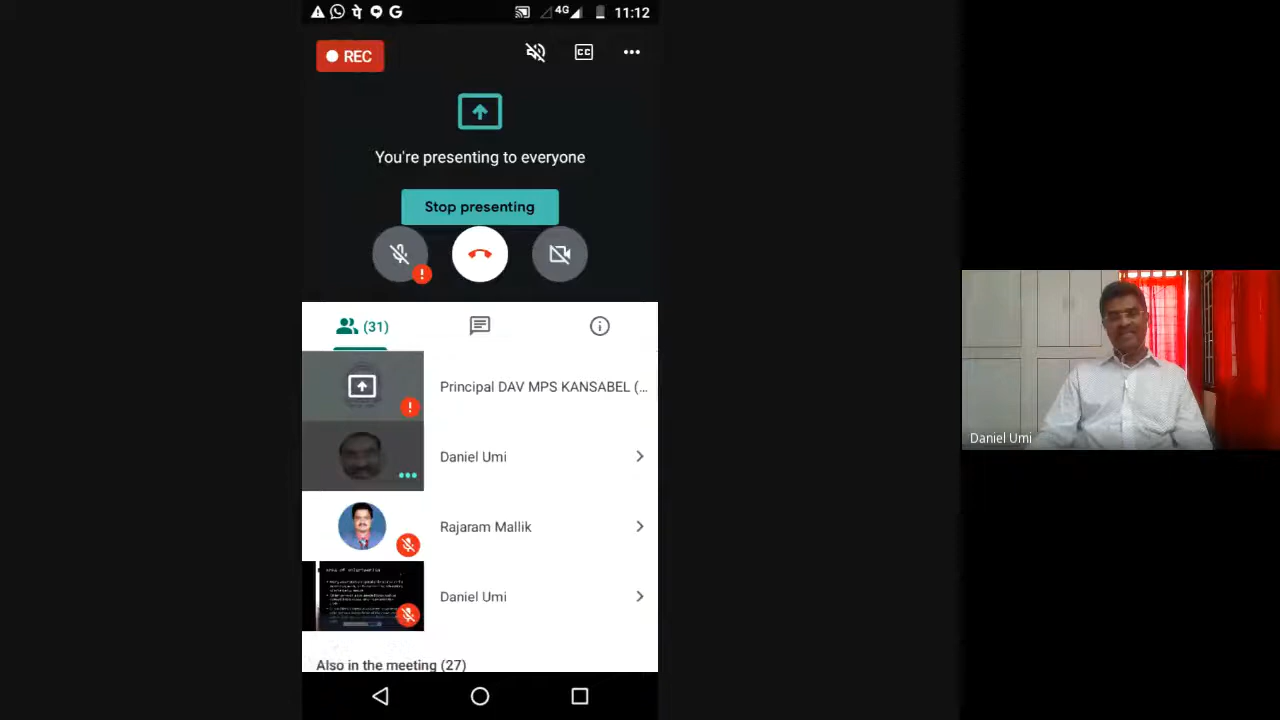 4G 11:12
REC
CC
You're presenting to everyone
Stop presenting
(31)
Principal DAV MPS KANSABEL (...
Daniel Umi
Rajaram Mallik
Daniel Umi
Also in the meeting (27)
Daniel Umi